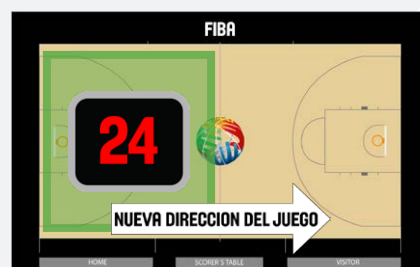 FIBA
24
NUEVA DIRECCION DEL JUEGO
HOME SCORER'S TABLE VISITOR